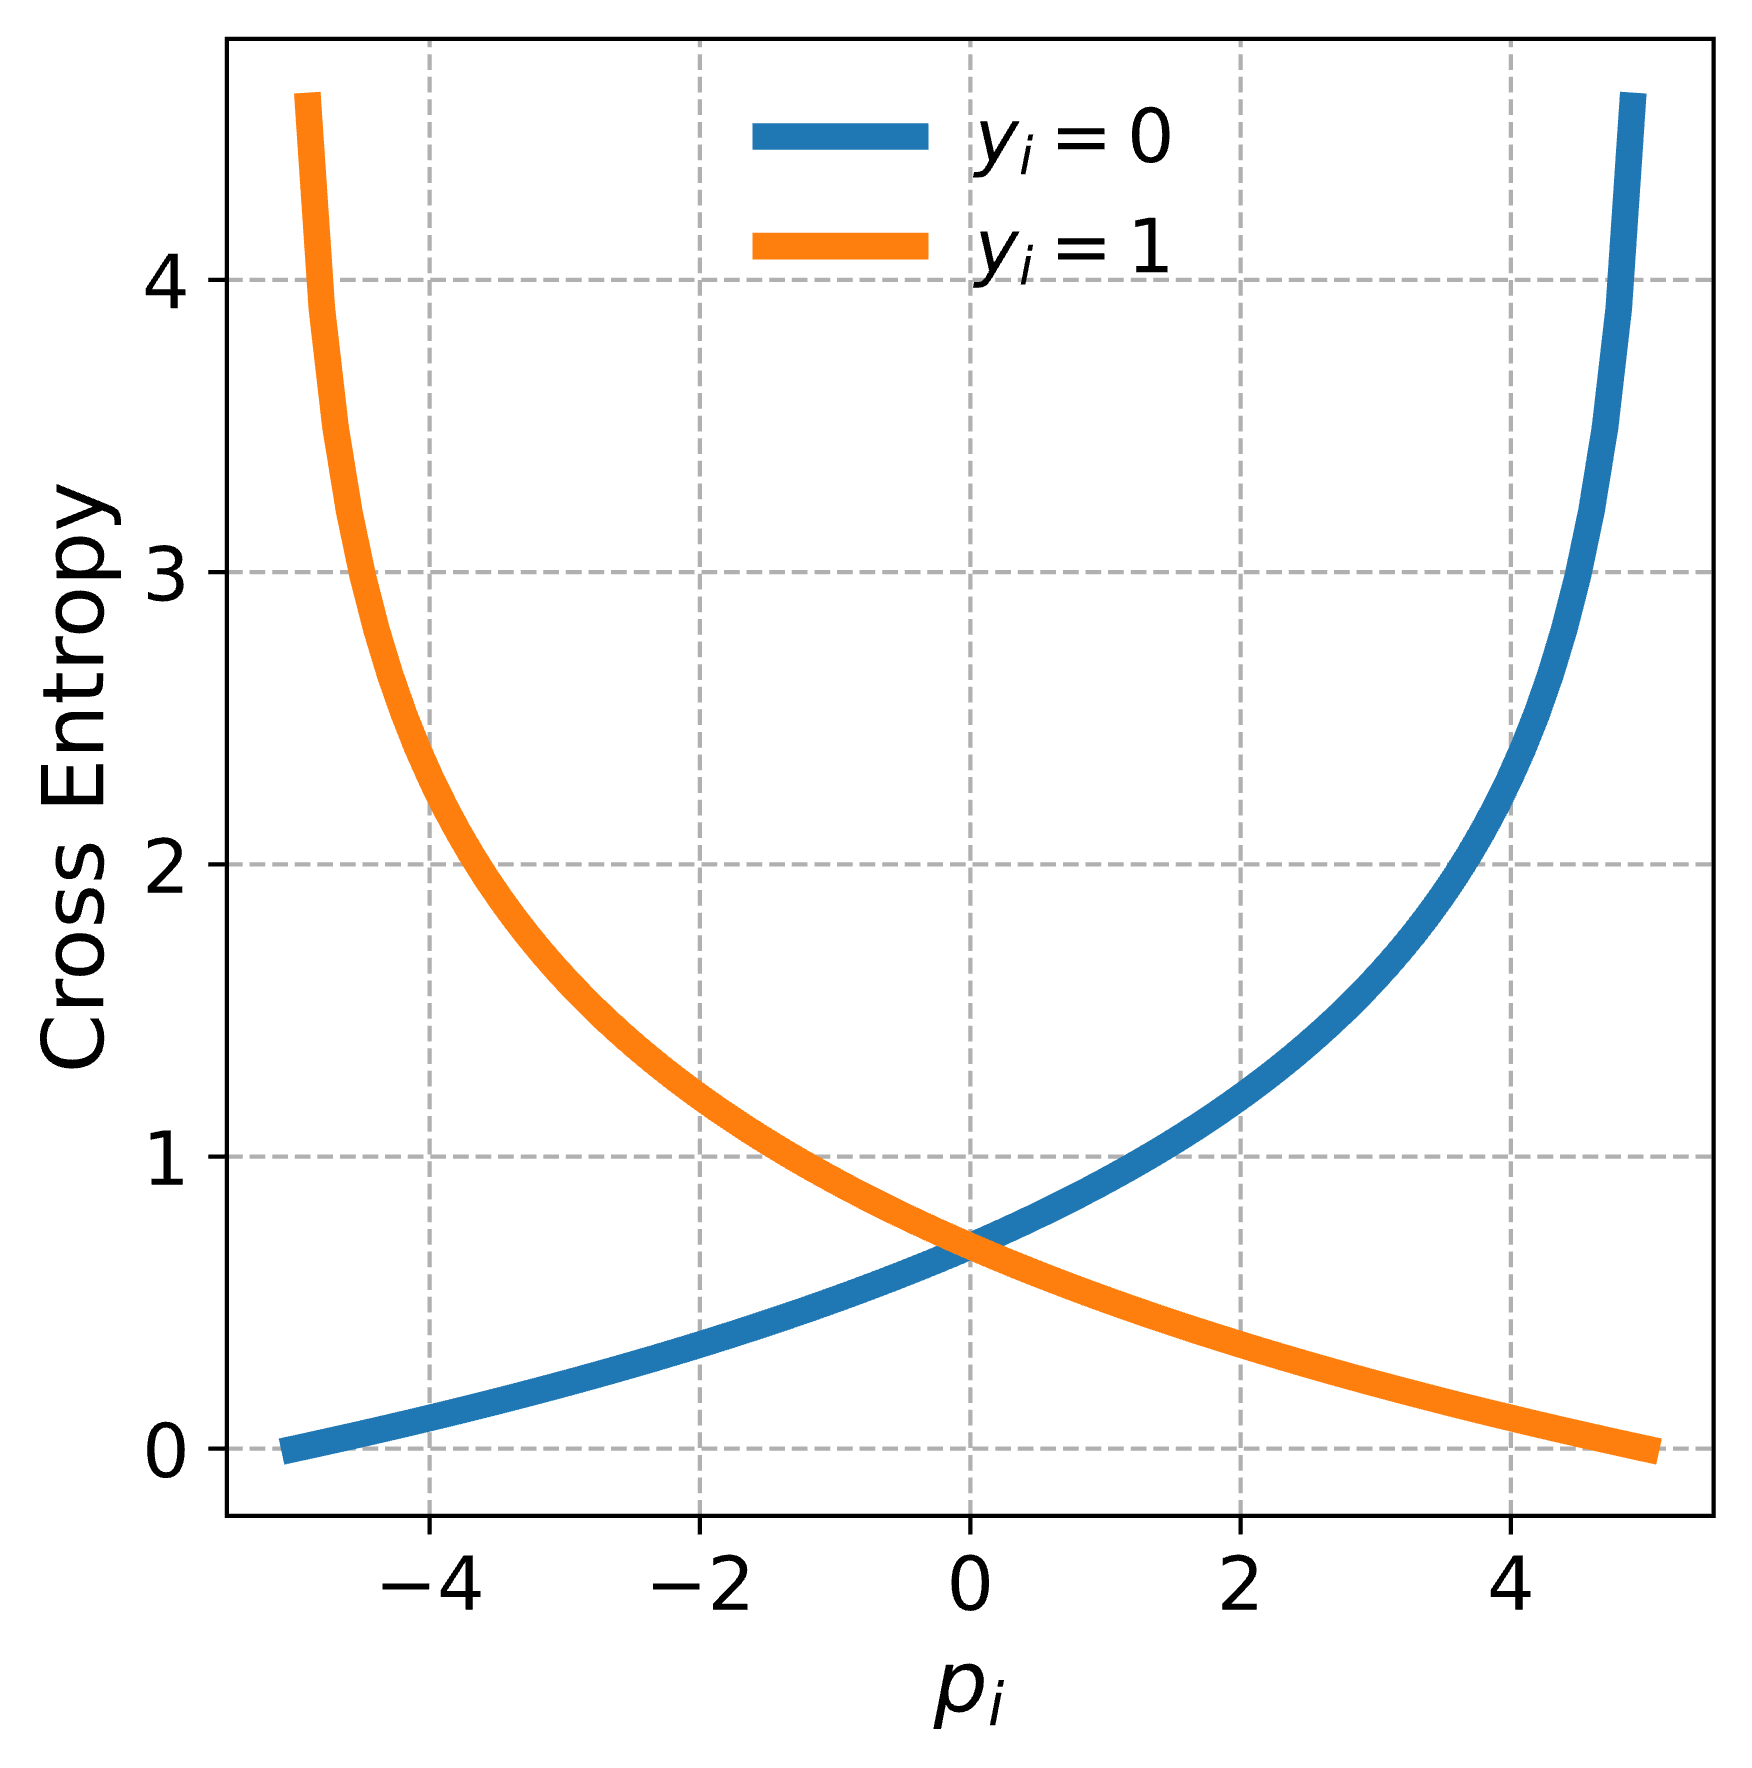 y_i = 0
y_i = 1
4
3
2
1
0
Cross Entropy
−4 −2 0 2 4
p_i